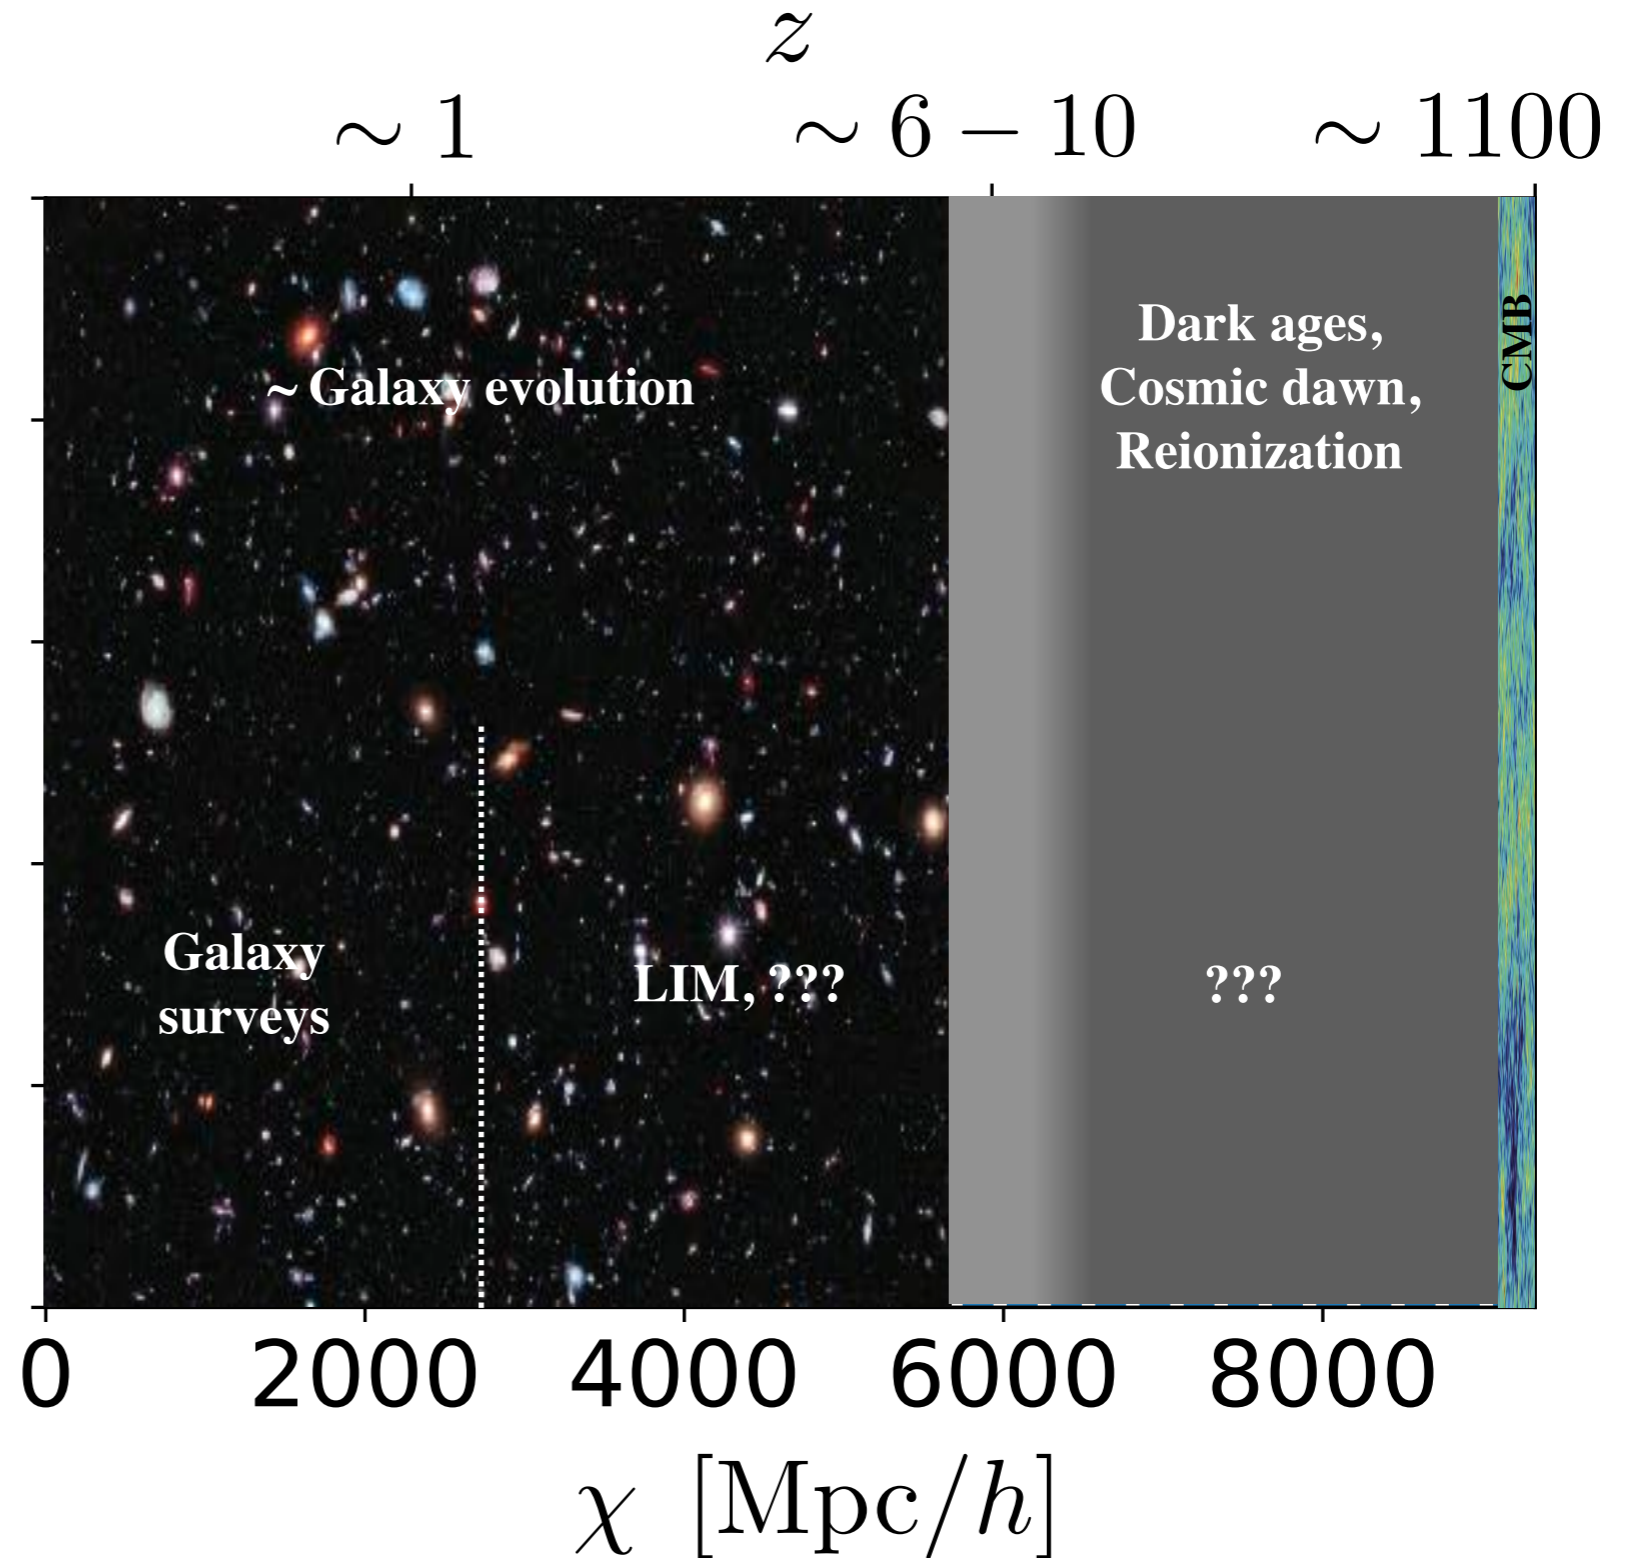 z
~ 1
~ 6 – 10
~ 1100
~ Galaxy evolution
Dark ages,
Cosmic dawn,
Reionization
CMB
Galaxy
surveys
LIM, ???
???
0
2000
4000
6000
8000
χ [Mpc/h]